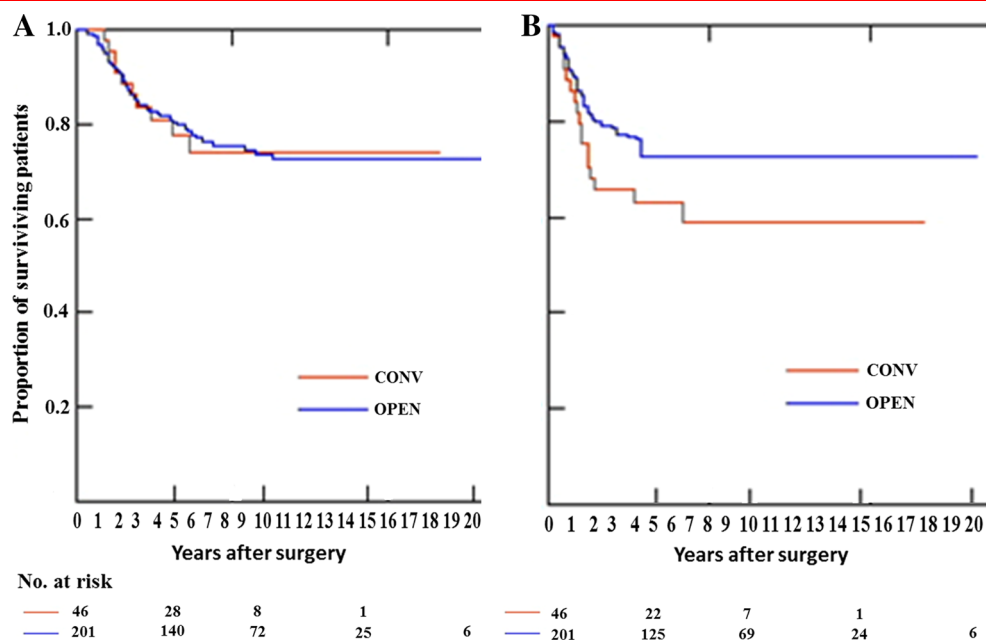 A
B
1.0
0.8
0.6
0.4
0.2
Proportion of surviving patients
CONV
OPEN
CONV
OPEN
0 1 2 3 4 5 6 7 8 9 10 11 12 13 14 15 16 17 18 19 20
0 1 2 3 4 5 6 7 8 9 10 11 12 13 14 15 16 17 18 19 20
Years after surgery
Years after surgery
No. at risk
46 28 8 1
201 140 72 25 6
46 22 7 1
201 125 69 24 6